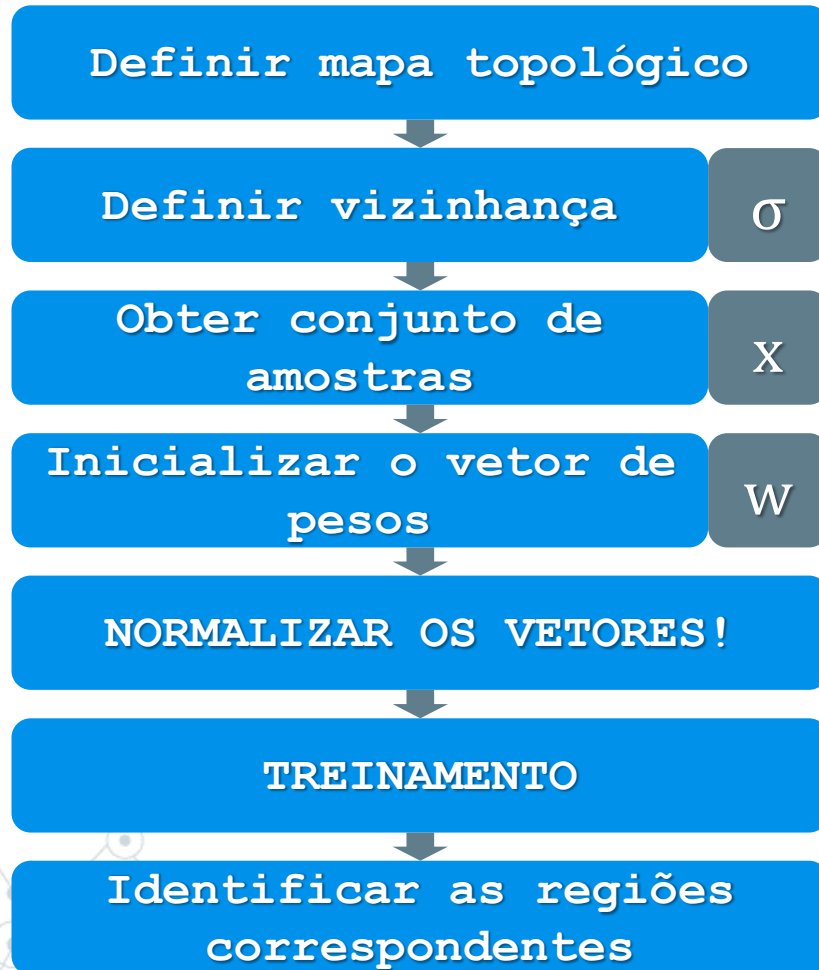 Definir mapa topológico
Definir vizinhança
σ
Obter conjunto de
amostras
x
Inicializar o vetor de
pesos
w
NORMALIZAR OS VETORES!
TREINAMENTO
Identificar as regiões
correspondentes